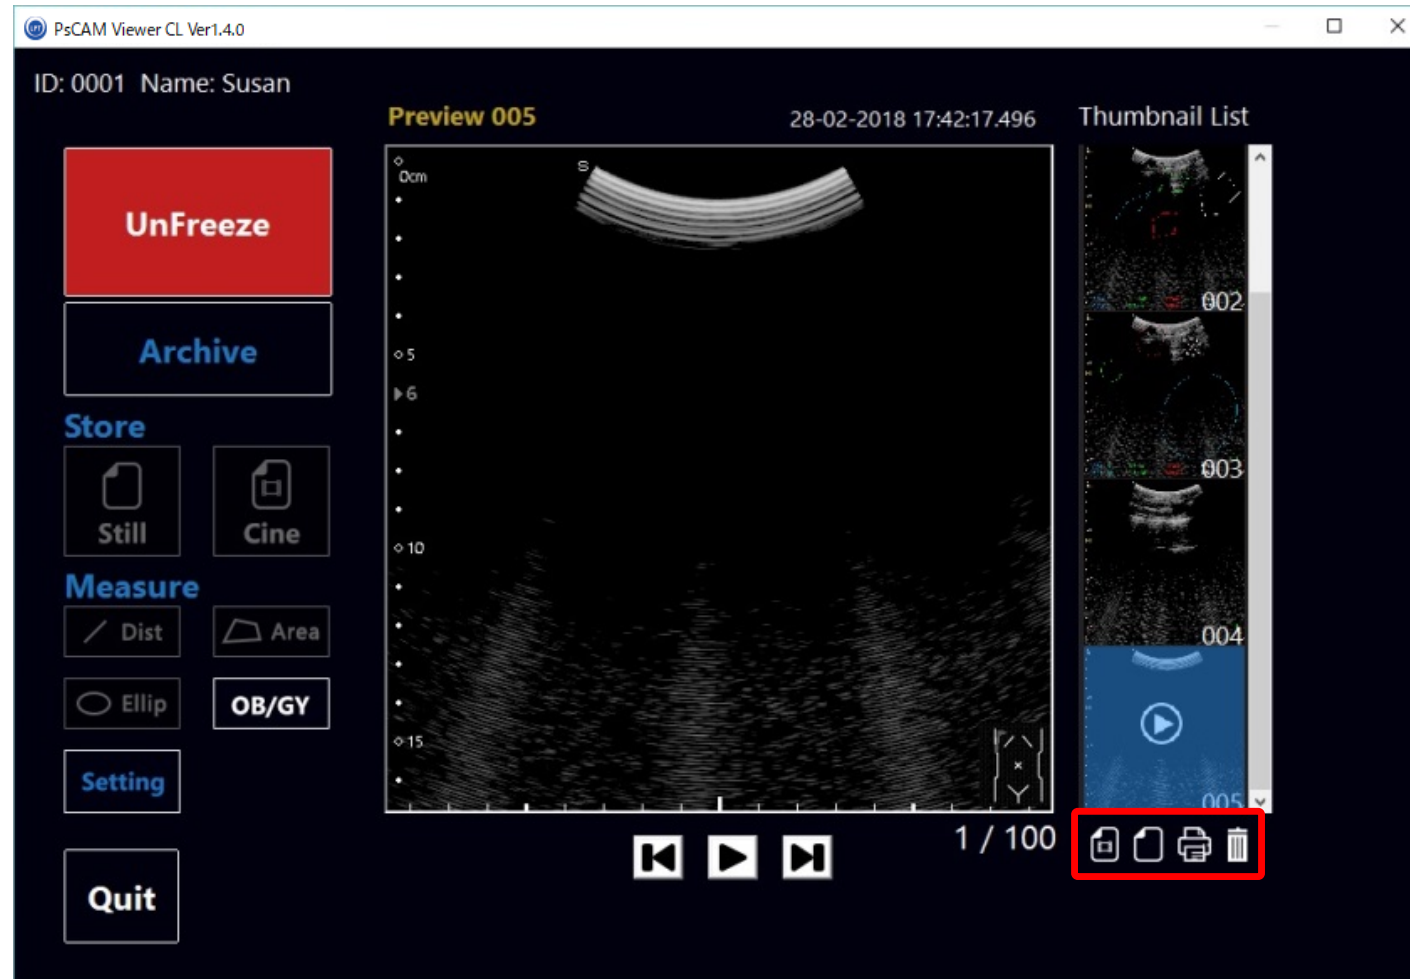 PsCAM Viewer CL Ver1.4.0
ID: 0001 Name: Susan
Preview 005
28-02-2018 17:42:17.496
Thumbnail List
UnFreeze
Archive
Store
Still
Cine
Measure
Dist
Area
Ellip
OB/GY
Setting
Quit
S
0cm
5
6
10
15
1 / 100
002
003
004
005